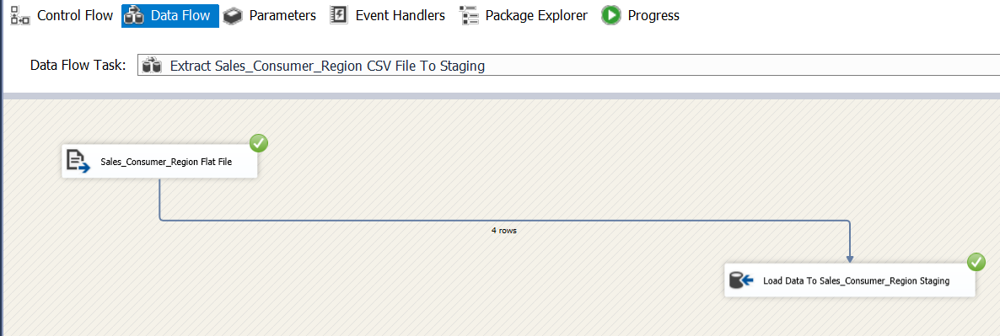 Control Flow Data Flow Parameters Event Handlers Package Explorer Progress
Data Flow Task: Extract Sales_Consumer_Region CSV File To Staging
Sales_Consumer_Region Flat File
4 rows
Load Data To Sales_Consumer_Region Staging